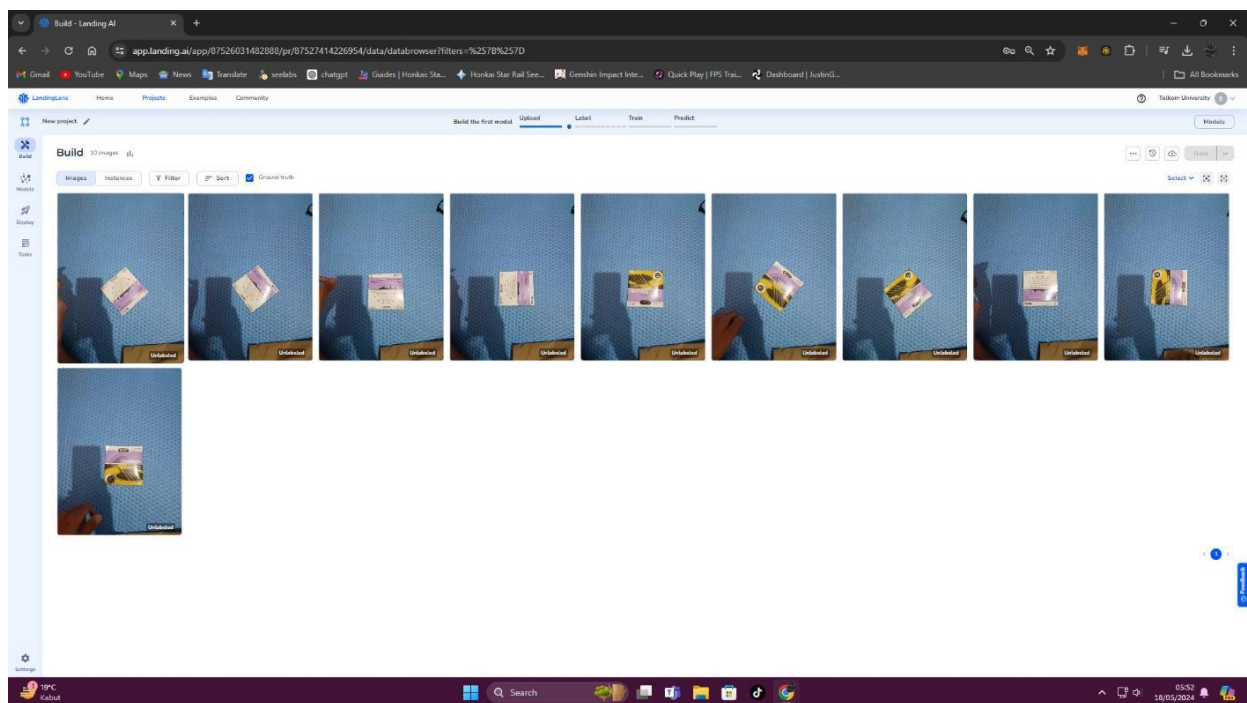 Build - Landing AI
app.landing.ai/app/87526031482888/pr/87527414226954/data/databrowser?filters=%257B%257D
Gmail YouTube Maps News Translate seelabs chatgpt Guides | Honkai: Sta... Honkai Star Rail See... Genshin Impact Inte... Quick Play | FPS Trai... Dashboard | JustinG... All Bookmarks
LandingLens Home Projects Examples Community Telkom University
New project Build the first model Upload Label Train Predict Models
Build
Build 10 images Train
Images Instances Filter Sort Ground truth Select
Models
Deploy
Tasks
Unlabeled Unlabeled Unlabeled Unlabeled Unlabeled Unlabeled Unlabeled Unlabeled Unlabeled
Unlabeled
1
Feedback
Settings
19°C
Kabut
Search
05:52
18/05/2024